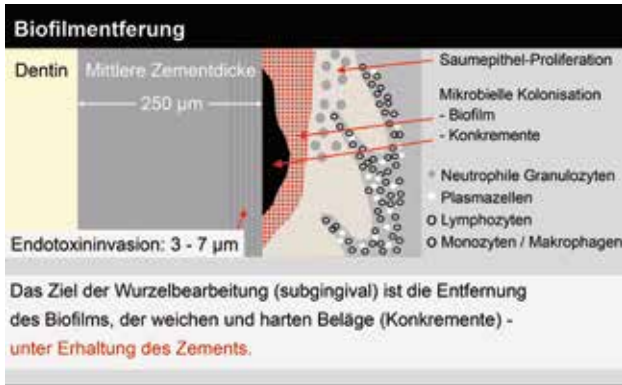 Biofilmentferung
Dentin
Mittlere Zementdicke
250 µm
Endotoxininvasion: 3 - 7 µm
Saumepithel-Proliferation
Mikrobielle Kolonisation
- Biofilm
- Konkremente
Neutrophile Granulozyten
Plasmazellen
Lymphozyten
Monozyten / Makrophagen
Das Ziel der Wurzelbearbeitung (subgingival) ist die Entfernung
des Biofilms, der weichen und harten Beläge (Konkremente) -
unter Erhaltung des Zements.